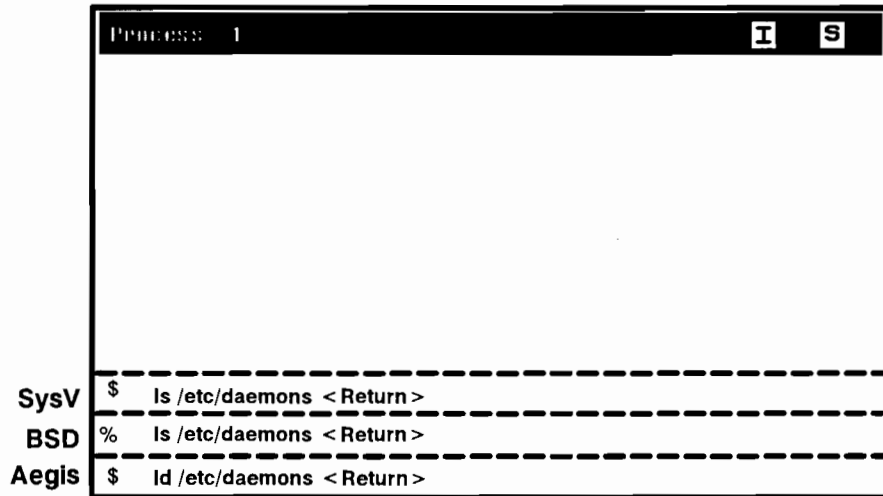 Process 1 I S
SysV $ ls /etc/daemons <Return>
BSD % ls /etc/daemons <Return>
Aegis $ ld /etc/daemons <Return>